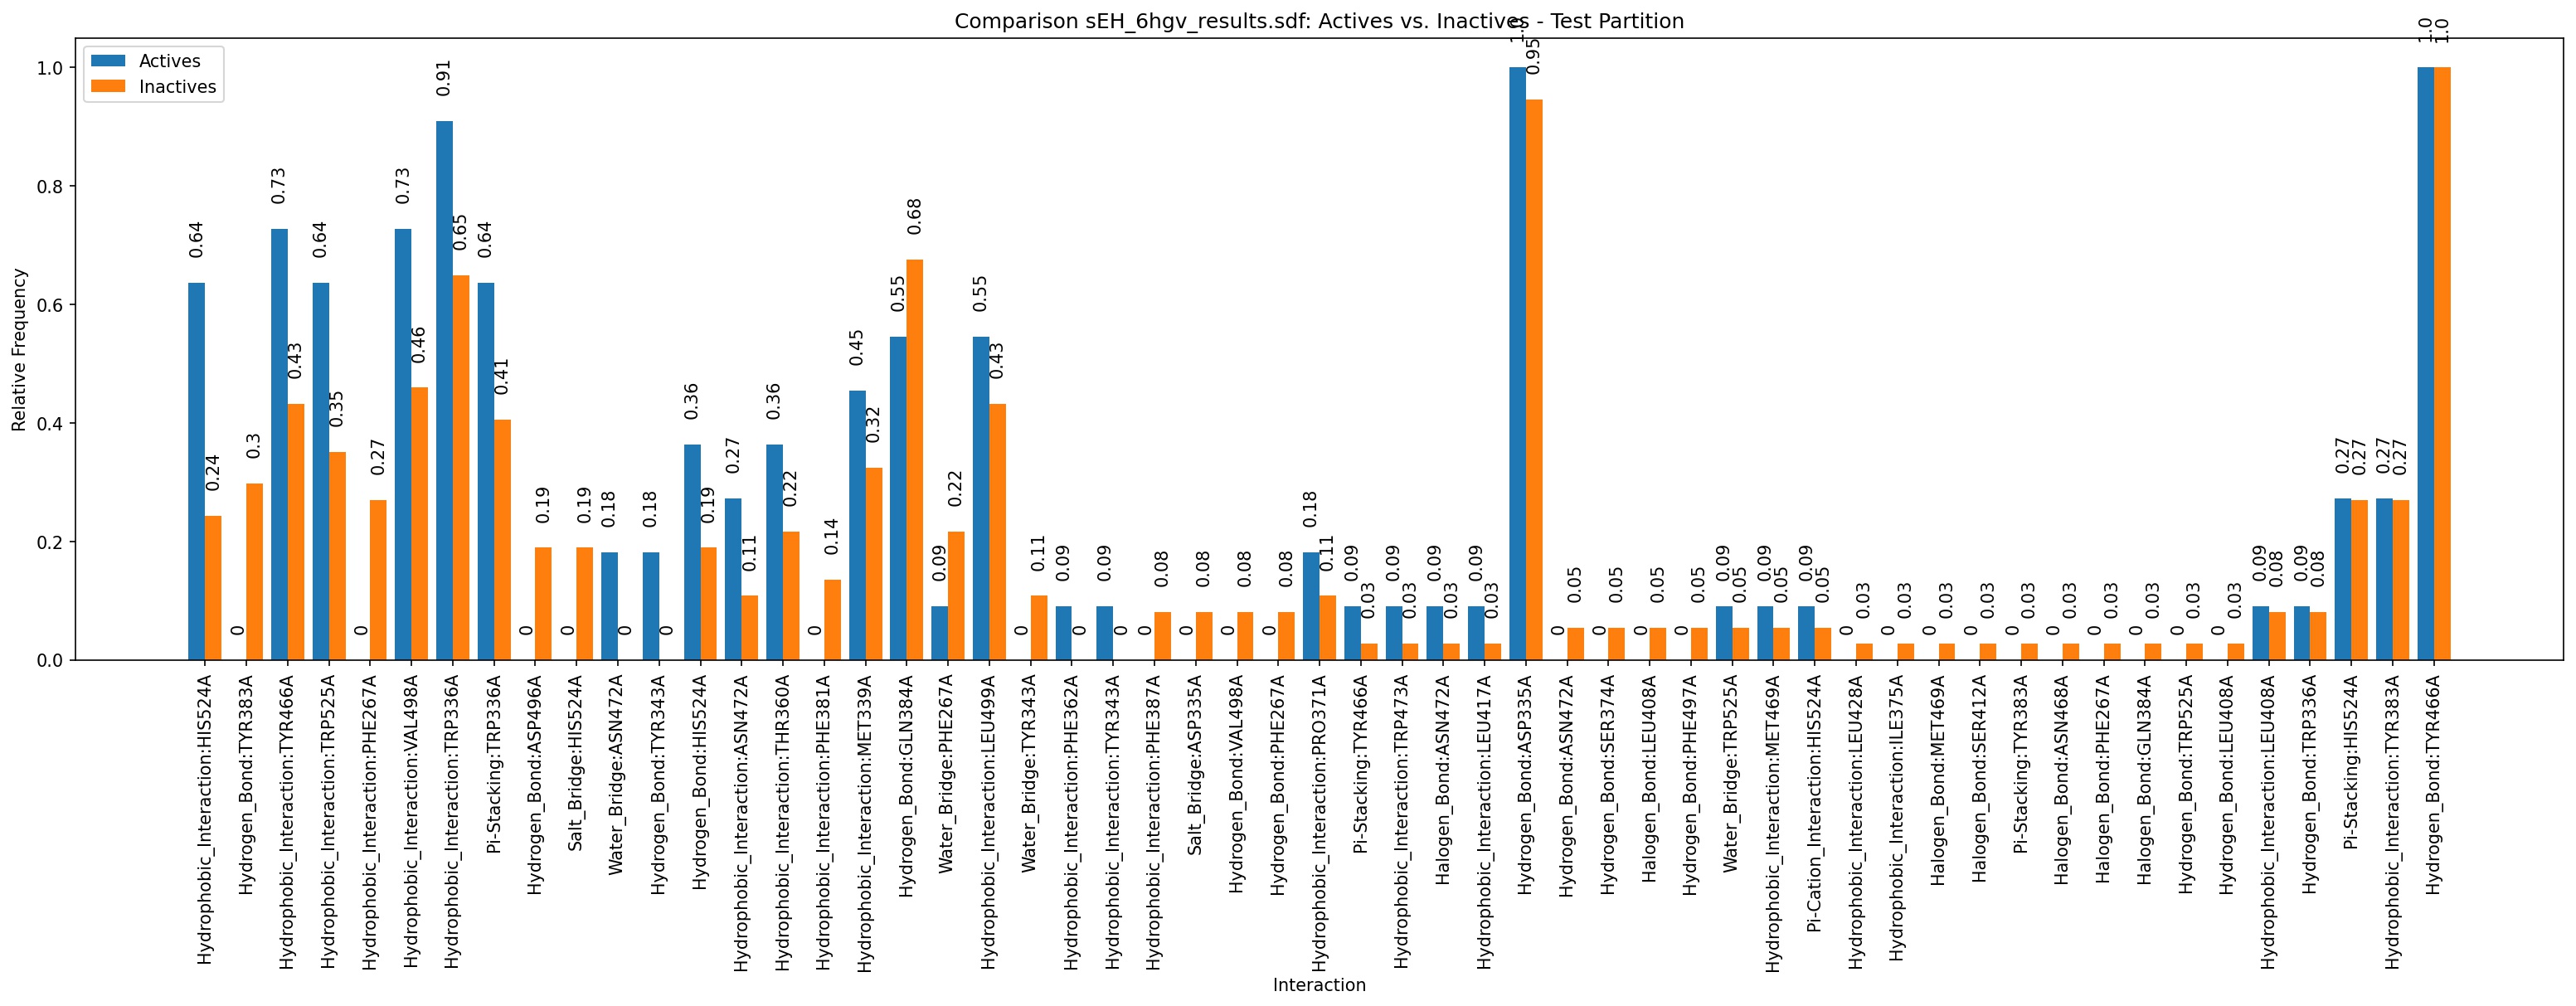 Comparison sEH_6hgv_results.sdf: Actives vs. Inactives - Test Partition
Actives
Inactives
Relative Frequency
1.0
0.8
0.6
0.4
0.2
0.0
0.64
0.24
0
0.3
0.73
0.43
0.64
0.35
0
0.27
0.73
0.46
0.91
0.65
0.64
0.41
0
0.19
0
0.19
0.18
0
0.18
0
0.36
0.19
0.27
0.11
0.36
0.22
0
0.14
0.45
0.32
0.55
0.68
0.09
0.22
0.55
0.43
0
0.11
0.09
0
0.09
0
0
0.08
0
0.08
0
0.08
0
0.08
0.18
0.11
0.09
0.03
0.09
0.03
0.09
0.03
0.09
0.03
1.0
0.95
0
0.05
0
0.05
0
0.05
0
0.05
0.09
0.05
0.09
0.05
0.09
0.05
0
0.03
0
0.03
0
0.03
0
0.03
0
0.03
0
0.03
0
0.03
0
0.03
0
0.03
0
0.03
0.09
0.08
0.09
0.08
0.27
0.27
0.27
0.27
1.0
1.0
Hydrophobic_Interaction:HIS524A
Hydrogen_Bond:TYR383A
Hydrophobic_Interaction:TYR466A
Hydrophobic_Interaction:TRP525A
Hydrophobic_Interaction:PHE267A
Hydrophobic_Interaction:VAL498A
Hydrophobic_Interaction:TRP336A
Pi-Stacking:TRP336A
Hydrogen_Bond:ASP496A
Salt_Bridge:HIS524A
Water_Bridge:ASN472A
Hydrogen_Bond:TYR343A
Hydrogen_Bond:HIS524A
Hydrophobic_Interaction:ASN472A
Hydrophobic_Interaction:THR360A
Hydrophobic_Interaction:PHE381A
Hydrophobic_Interaction:MET339A
Hydrogen_Bond:GLN384A
Water_Bridge:PHE267A
Hydrophobic_Interaction:LEU499A
Water_Bridge:TYR343A
Hydrophobic_Interaction:PHE362A
Hydrophobic_Interaction:TYR343A
Hydrophobic_Interaction:PHE387A
Salt_Bridge:ASP335A
Hydrogen_Bond:VAL498A
Hydrogen_Bond:PHE267A
Hydrophobic_Interaction:PRO371A
Pi-Stacking:TYR466A
Hydrophobic_Interaction:TRP473A
Halogen_Bond:ASN472A
Hydrophobic_Interaction:LEU417A
Hydrogen_Bond:ASP335A
Hydrogen_Bond:ASN472A
Hydrogen_Bond:SER374A
Halogen_Bond:LEU408A
Hydrogen_Bond:PHE497A
Water_Bridge:TRP525A
Hydrophobic_Interaction:MET469A
Pi-Cation_Interaction:HIS524A
Hydrophobic_Interaction:LEU428A
Hydrophobic_Interaction:ILE375A
Halogen_Bond:MET469A
Halogen_Bond:SER412A
Pi-Stacking:TYR383A
Halogen_Bond:ASN468A
Halogen_Bond:PHE267A
Halogen_Bond:GLN384A
Hydrogen_Bond:TRP525A
Hydrogen_Bond:LEU408A
Hydrophobic_Interaction:LEU408A
Hydrogen_Bond:TRP336A
Pi-Stacking:HIS524A
Hydrophobic_Interaction:TYR383A
Hydrogen_Bond:TYR466A
Interaction